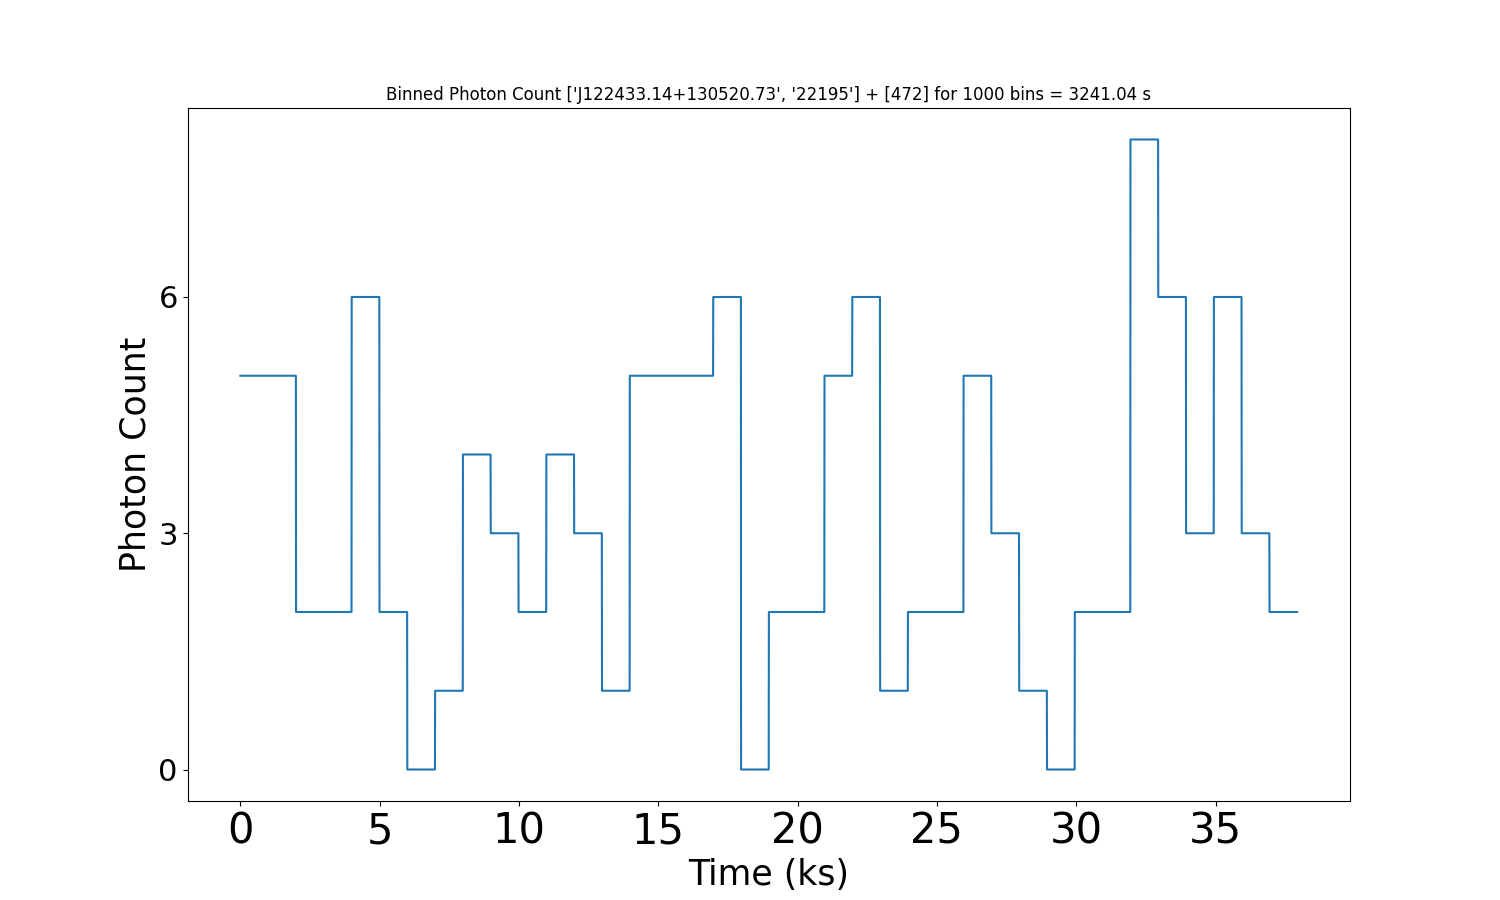 Binned Photon Count ['J122433.14+130520.73', '22195'] + [472] for 1000 bins = 3241.04 s
Photon Count
6
3
0
0 5 10 15 20 25 30 35
Time (ks)